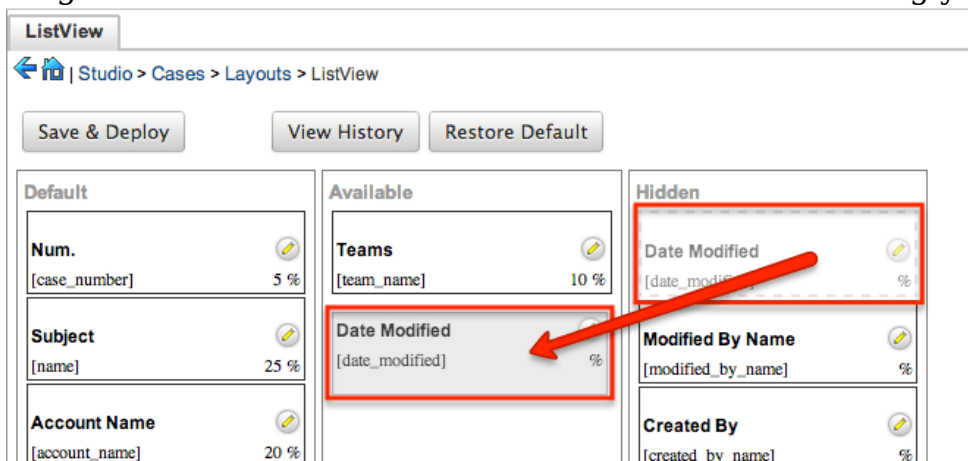 ListView
| Studio > Cases > Layouts > ListView
Save & Deploy View History Restore Default
Default
Num.
[case_number] 5 %
Subject
[name] 25 %
Account Name
[account_name] 20 %
Available
Teams
[team_name] 10 %
Date Modified
[date_modified] %
Hidden
Date Modified
[date_modified] %
Modified By Name
[modified_by_name] %
Created By
[created_by_name] %